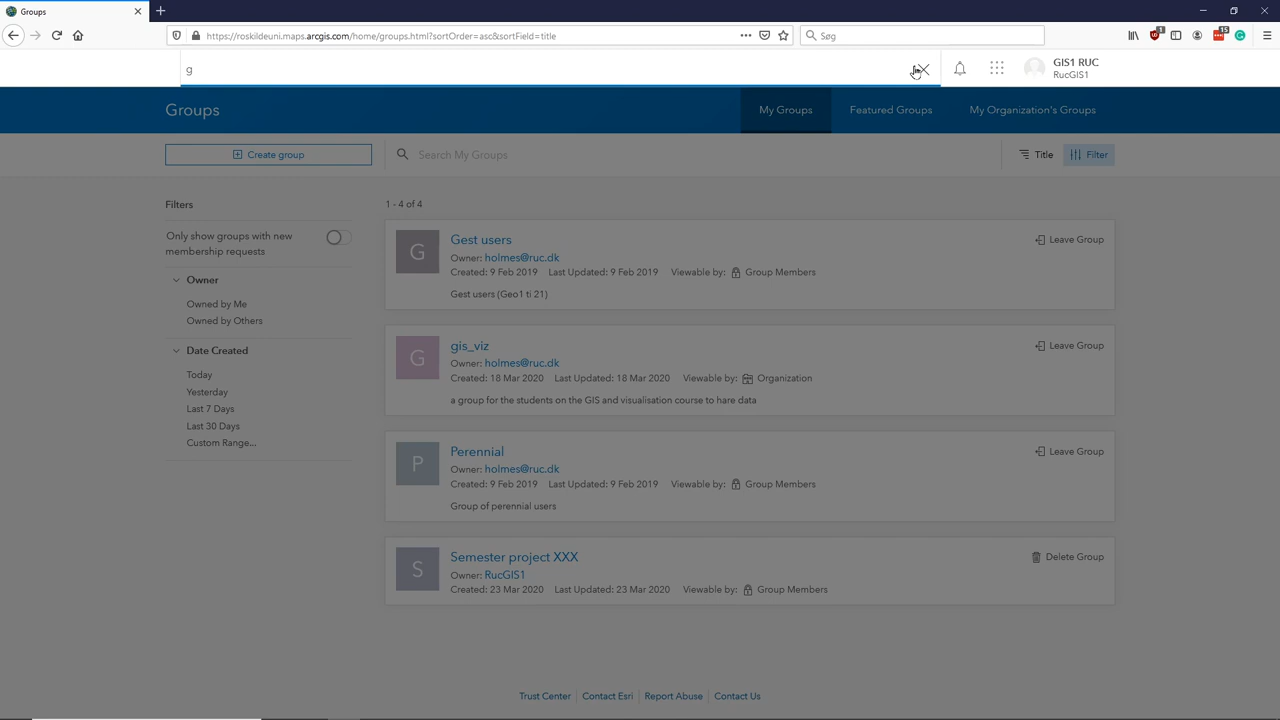 Groups
https://roskildeuni.maps.arcgis.com/home/groups.html?sortOrder=asc&sortField=title
Søg
15
g
GIS1 RUC
RucGIS1
Groups
My Groups
Featured Groups
My Organization's Groups
Create group
Search My Groups
Title
Filter
Filters
Only show groups with new
membership requests
Owner
Owned by Me
Owned by Others
Date Created
Today
Yesterday
Last 7 Days
Last 30 Days
Custom Range...
1 - 4 of 4
G
Gest users
Leave Group
Owner: holmes@ruc.dk
Created: 9 Feb 2019 Last Updated: 9 Feb 2019 Viewable by: Group Members
Gest users (Geo1 ti 21)
G
gis_viz
Leave Group
Owner: holmes@ruc.dk
Created: 18 Mar 2020 Last Updated: 18 Mar 2020 Viewable by: Organization
a group for the students on the GIS and visualisation course to hare data
P
Perennial
Leave Group
Owner: holmes@ruc.dk
Created: 9 Feb 2019 Last Updated: 9 Feb 2019 Viewable by: Group Members
Group of perennial users
S
Semester project XXX
Delete Group
Owner: RucGIS1
Created: 23 Mar 2020 Last Updated: 23 Mar 2020 Viewable by: Group Members
Trust Center
Contact Esri
Report Abuse
Contact Us